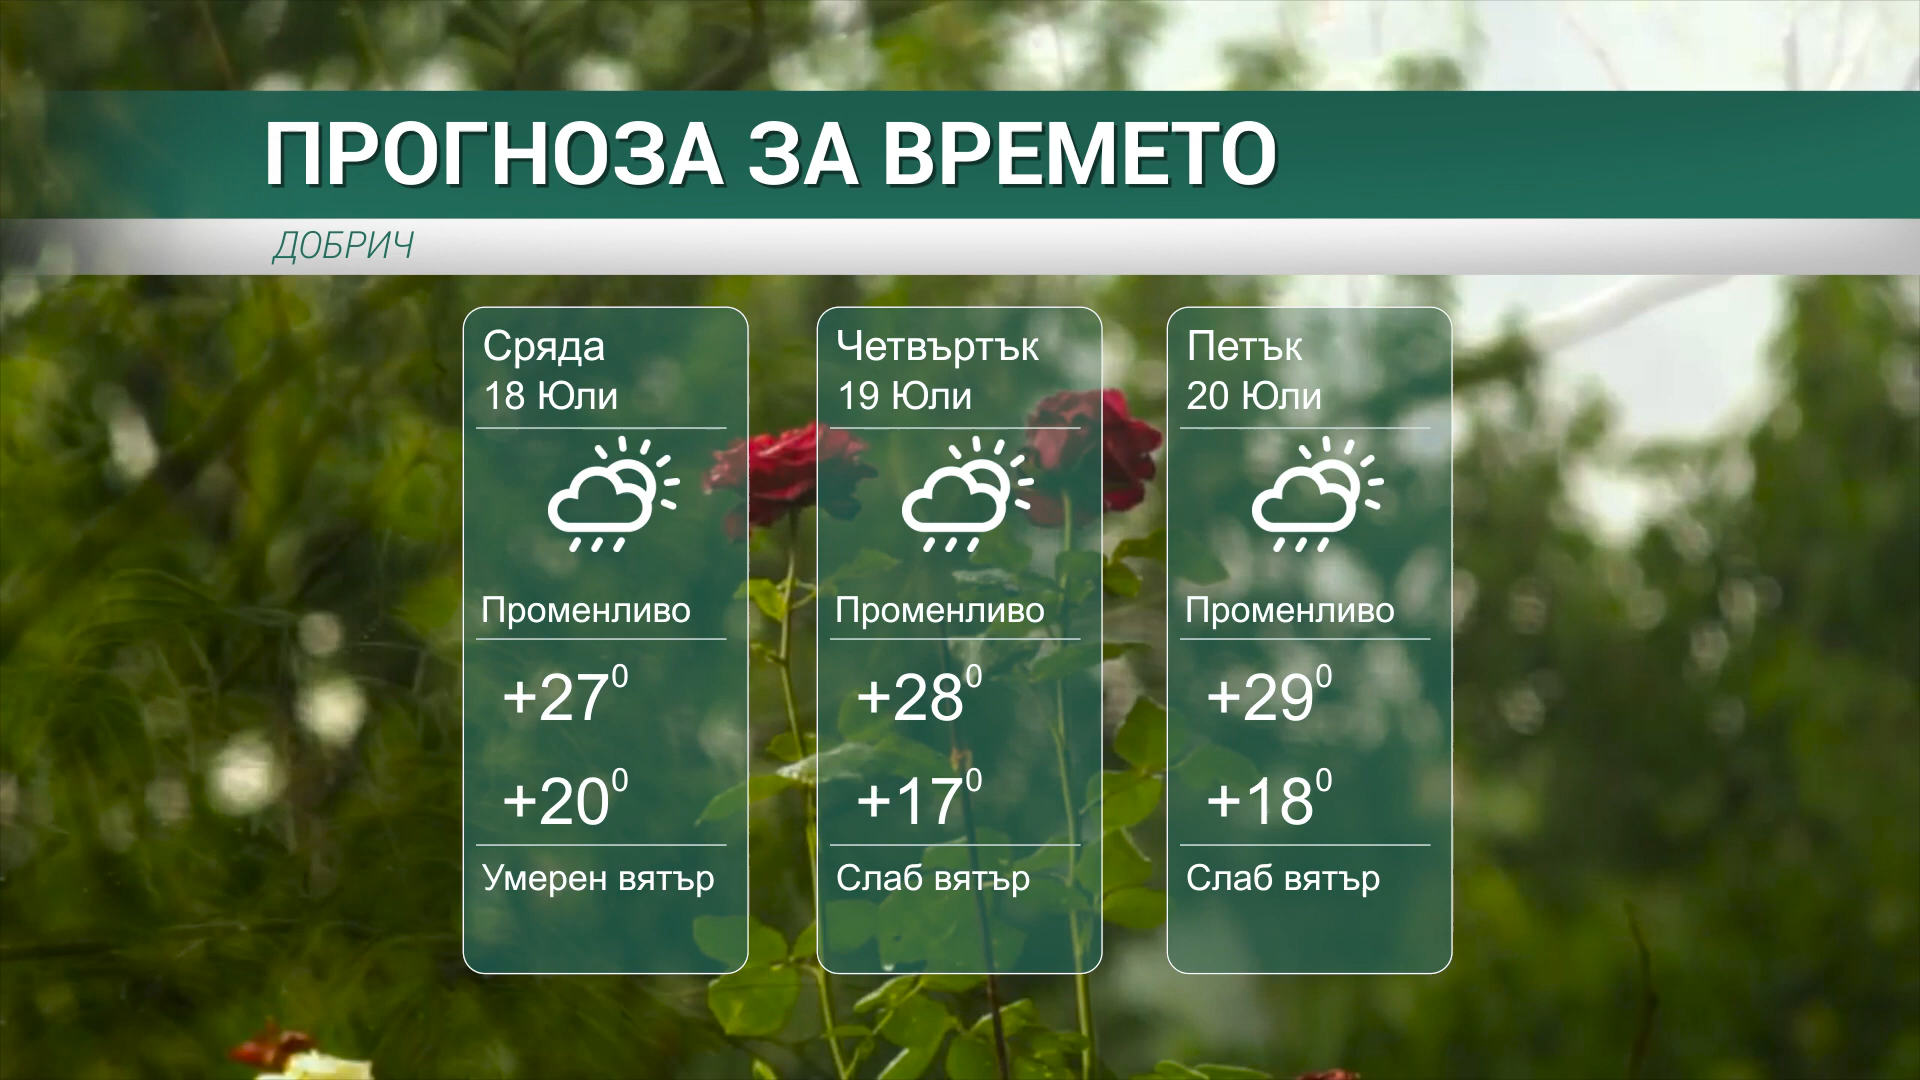 ПРОГНОЗА ЗА ВРЕМЕТО
ДОБРИЧ
Сряда
18 Юли
Променливо
+27⁰
+20⁰
Умерен вятър
Четвъртък
19 Юли
Променливо
+28⁰
+17⁰
Слаб вятър
Петък
20 Юли
Променливо
+29⁰
+18⁰
Слаб вятър